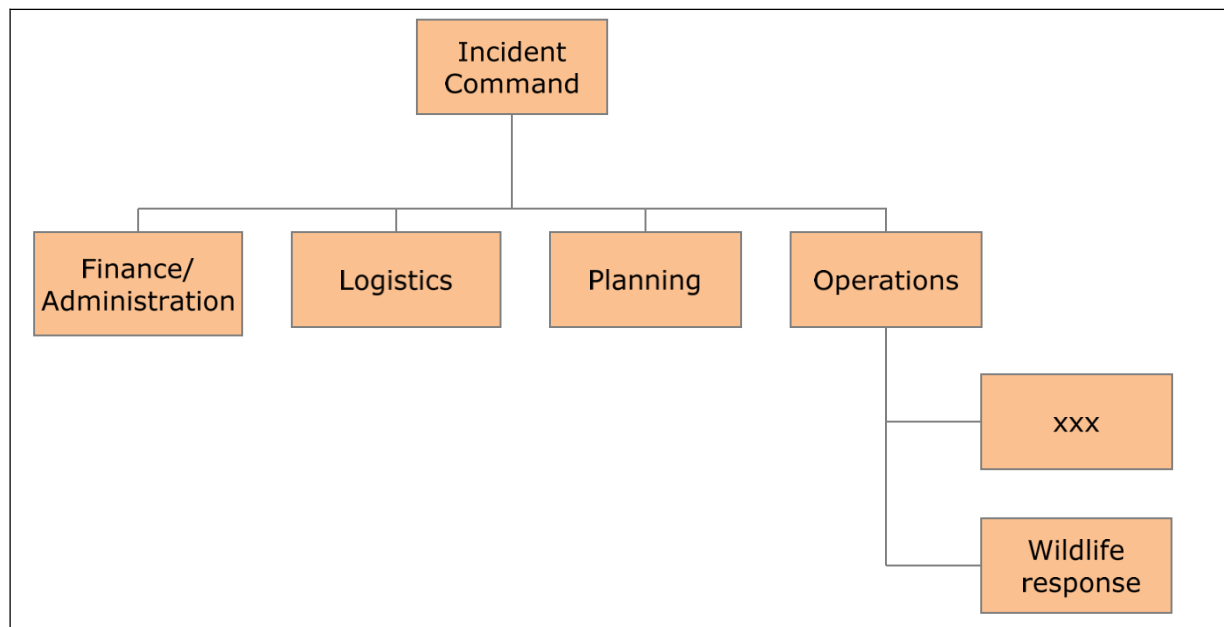 Incident
Command
Finance/
Administration
Logistics
Planning
Operations
xxx
Wildlife
response